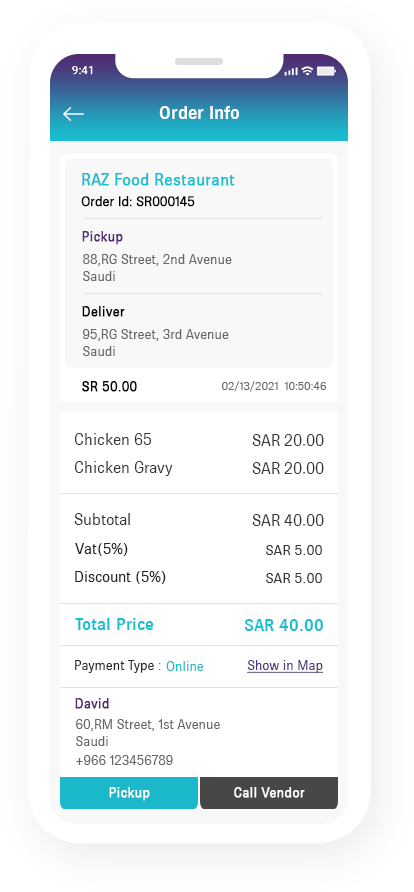 9:41
Order Info
RAZ Food Restaurant
Order Id: SR000145
Pickup
88,RG Street, 2nd Avenue
Saudi
Deliver
95,RG Street, 3rd Avenue
Saudi
SR 50.00 02/13/2021 10:50:46
Chicken 65 SAR 20.00
Chicken Gravy SAR 20.00
Subtotal SAR 40.00
Vat(5%) SAR 5.00
Discount (5%) SAR 5.00
Total Price SAR 40.00
Payment Type : Online Show in Map
David
60,RM Street, 1st Avenue
Saudi
+966 123456789
Pickup Call Vendor